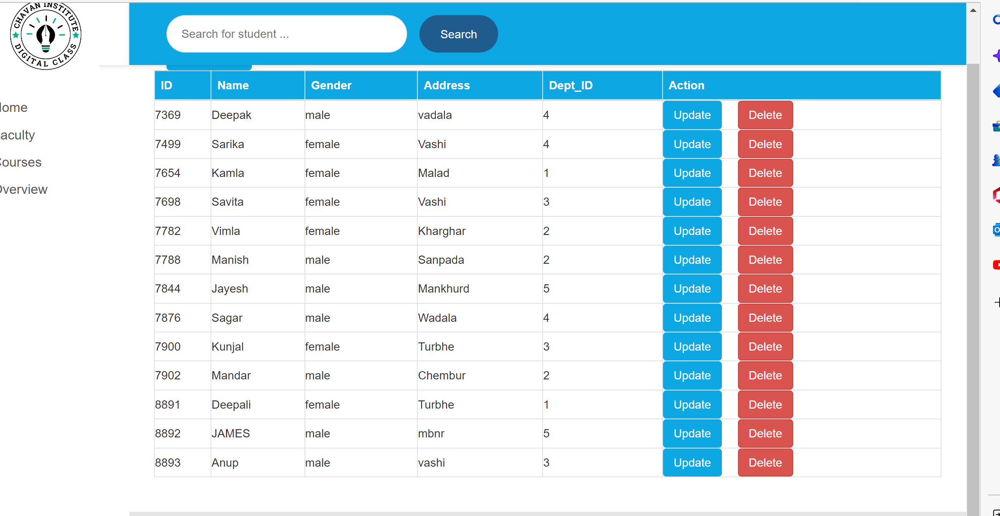 CHAVAN INSTITUTE
DIGITAL CLASS
Search for student ...
Search
ome
aculty
ourses
verview
ID Name Gender Address Dept_ID Action
7369 Deepak male vadala 4 Update Delete
7499 Sarika female Vashi 4 Update Delete
7654 Kamla female Malad 1 Update Delete
7698 Savita female Vashi 3 Update Delete
7782 Vimla female Kharghar 2 Update Delete
7788 Manish male Sanpada 2 Update Delete
7844 Jayesh male Mankhurd 5 Update Delete
7876 Sagar male Wadala 4 Update Delete
7900 Kunjal female Turbhe 3 Update Delete
7902 Mandar male Chembur 2 Update Delete
8891 Deepali female Turbhe 1 Update Delete
8892 JAMES male mbnr 5 Update Delete
8893 Anup male vashi 3 Update Delete